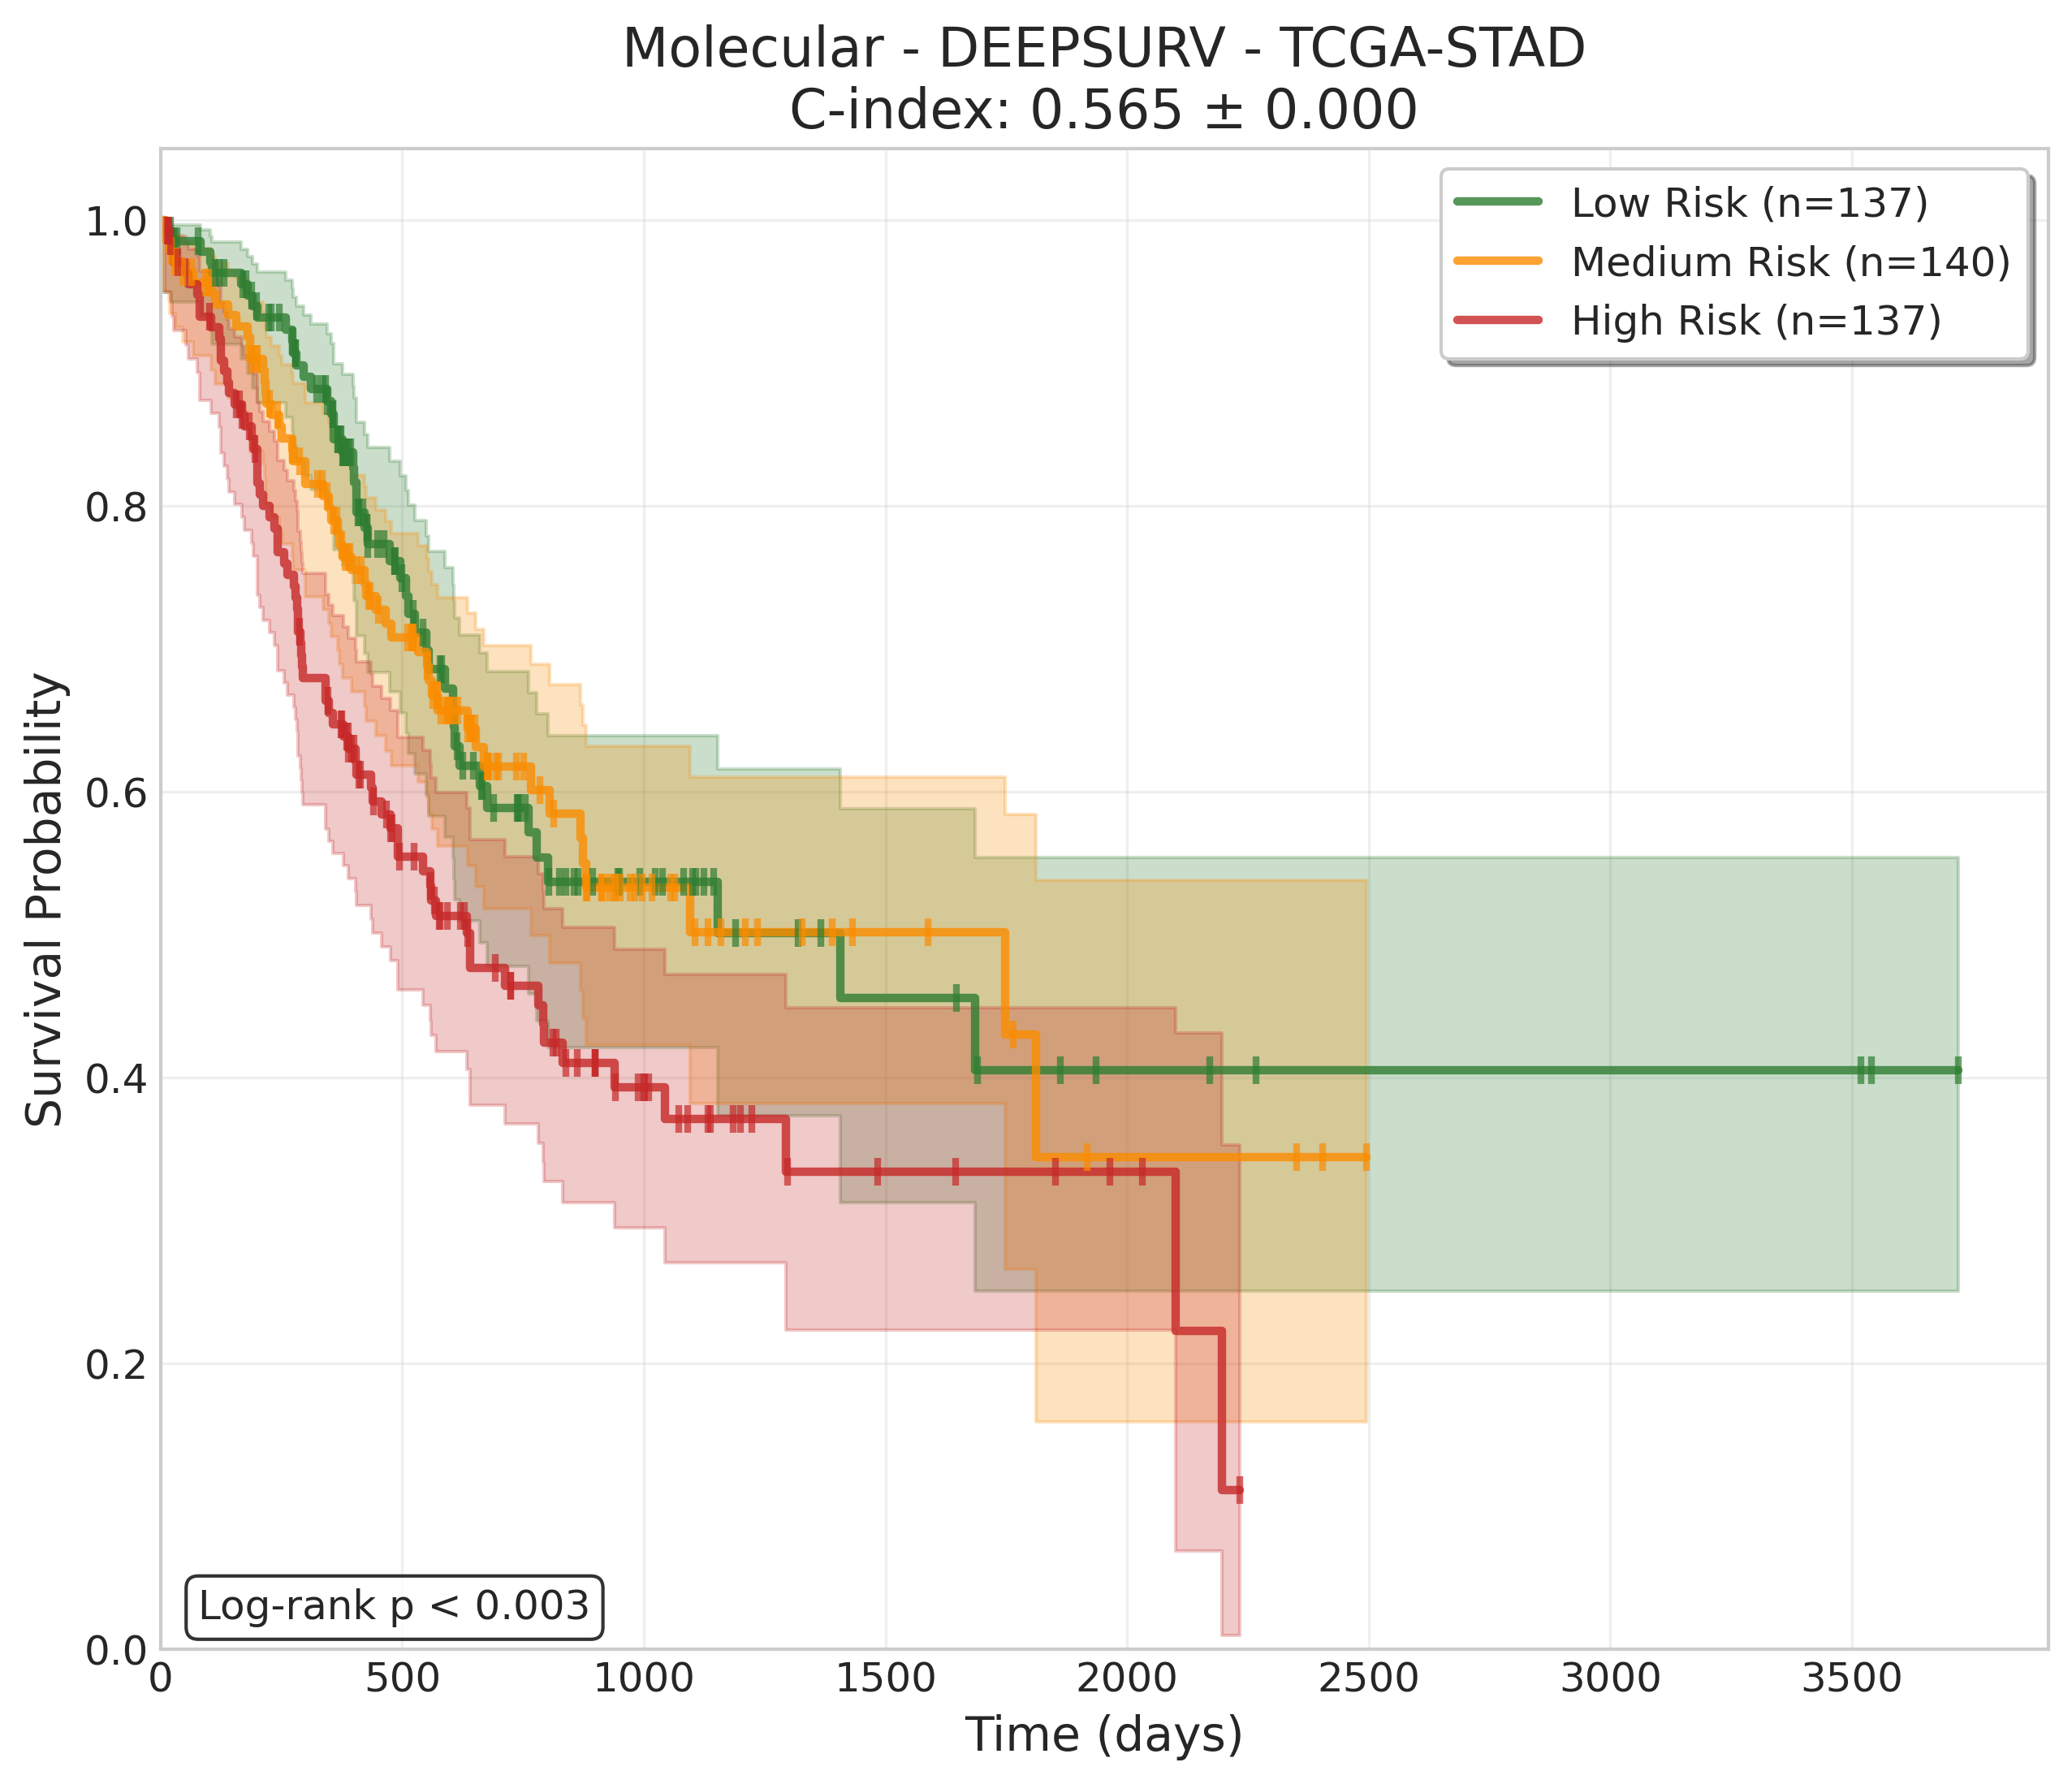 Molecular - DEEPSURV - TCGA-STAD
C-index: 0.565 ± 0.000
Low Risk (n=137)
Medium Risk (n=140)
High Risk (n=137)
Survival Probability
1.0
0.8
0.6
0.4
0.2
0.0
Log-rank p < 0.003
0 500 1000 1500 2000 2500 3000 3500
Time (days)